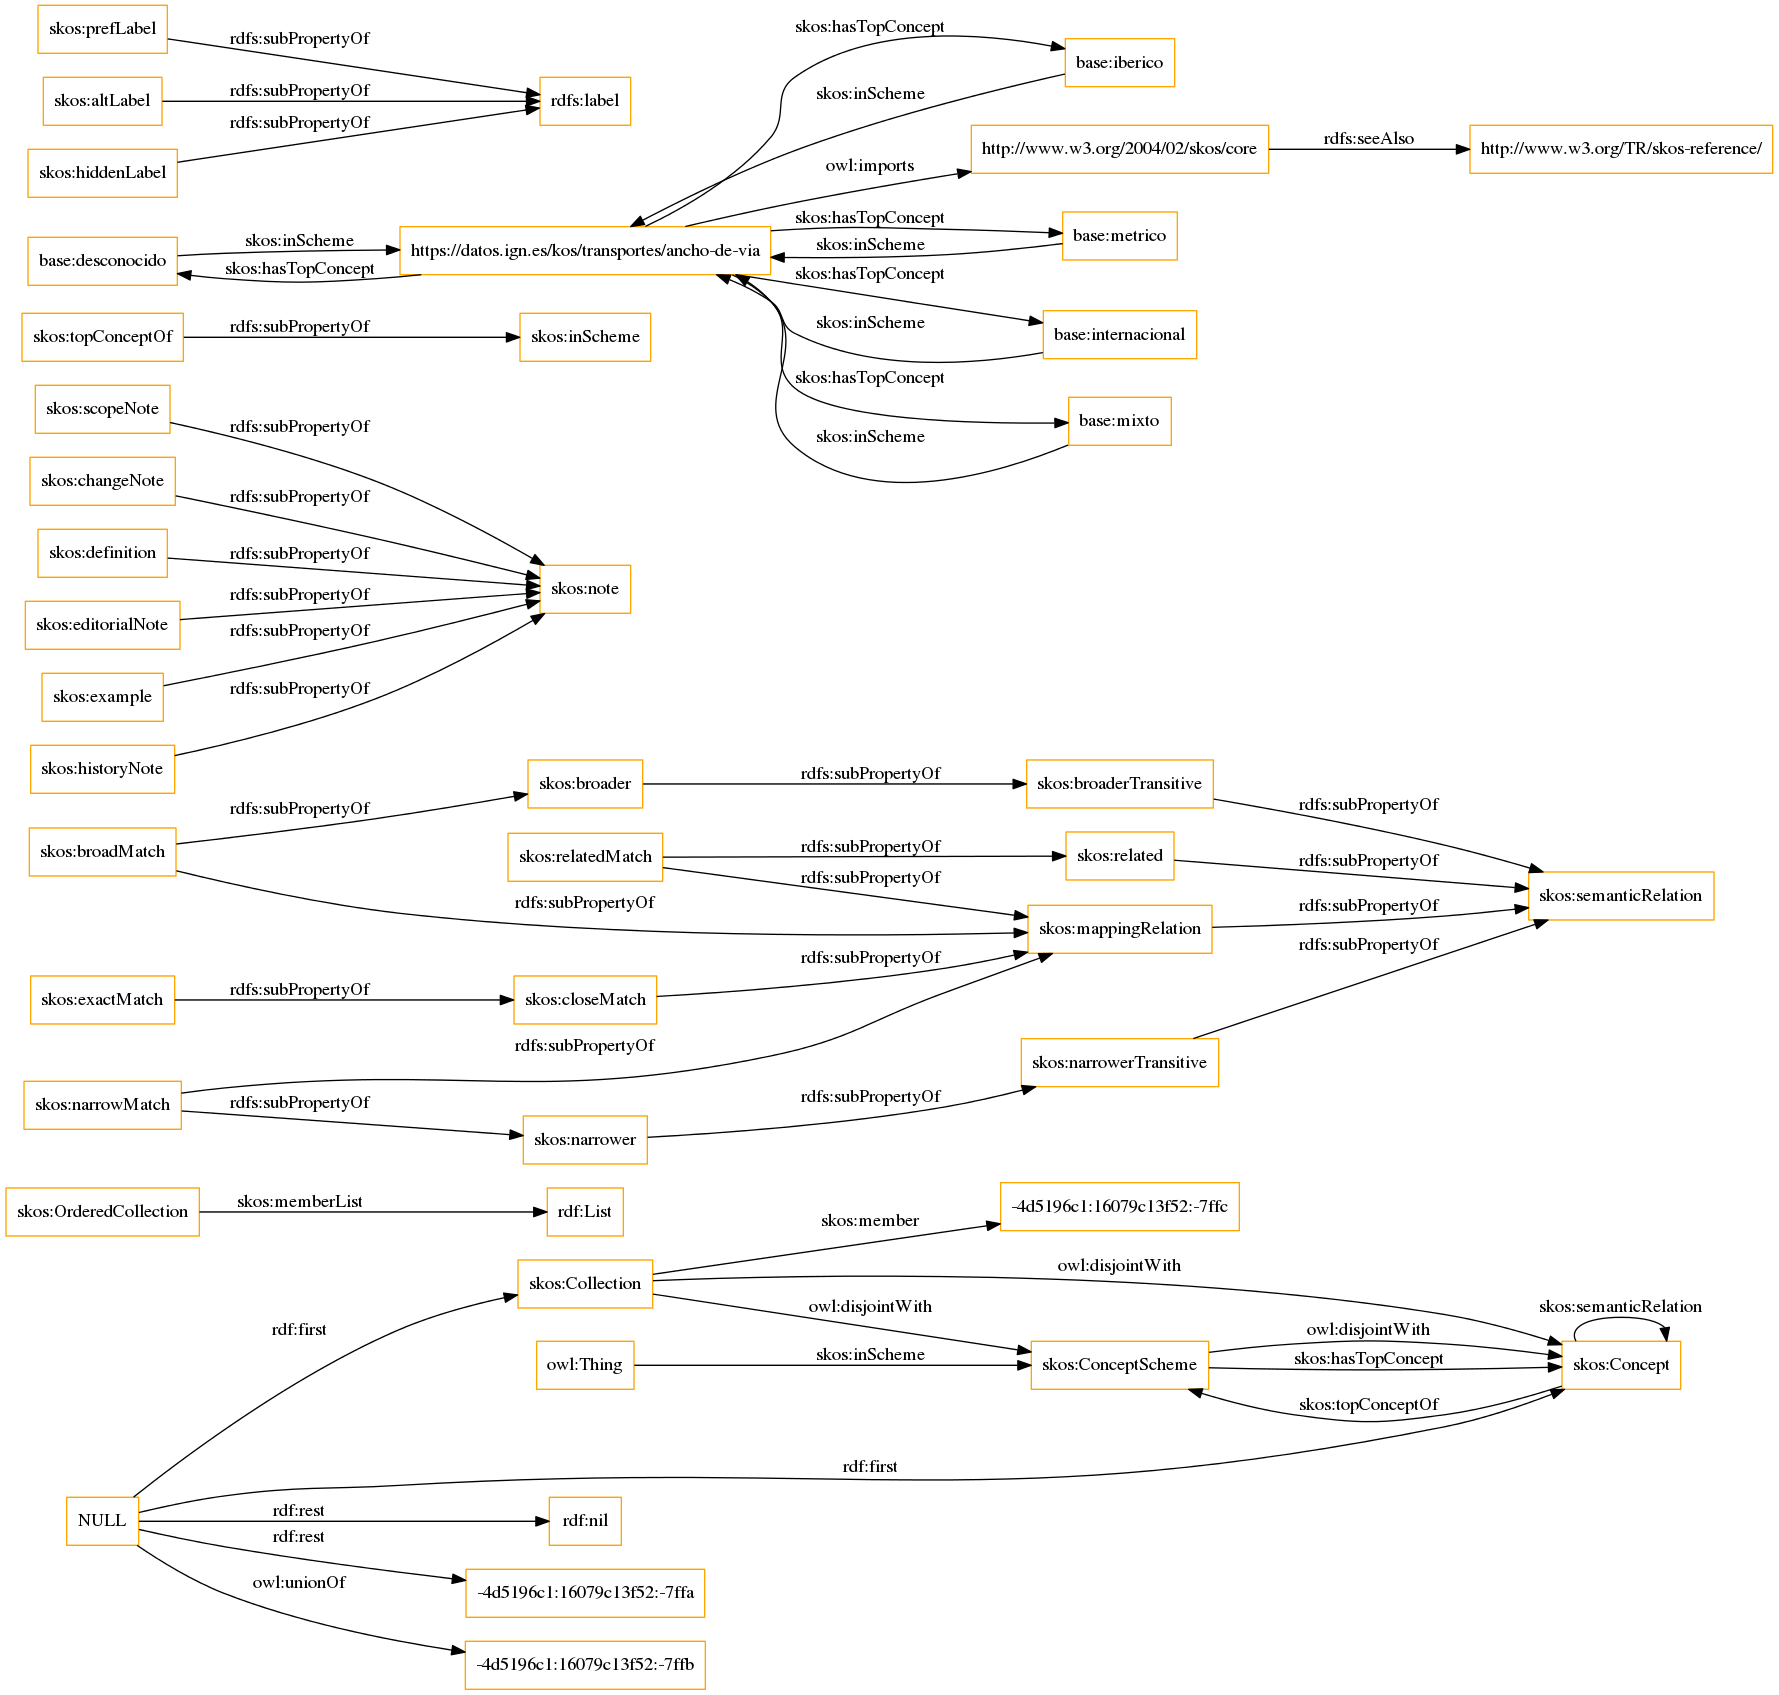 skos:prefLabel
rdfs:subPropertyOf
skos:altLabel
rdfs:subPropertyOf
rdfs:label
skos:hiddenLabel
rdfs:subPropertyOf
skos:hasTopConcept
base:iberico
skos:inScheme
owl:imports
http://www.w3.org/2004/02/skos/core
rdfs:seeAlso
http://www.w3.org/TR/skos-reference/
base:desconocido
skos:inScheme
skos:hasTopConcept
https://datos.ign.es/kos/transportes/ancho-de-via
skos:hasTopConcept
base:metrico
skos:inScheme
skos:hasTopConcept
base:internacional
skos:inScheme
skos:hasTopConcept
base:mixto
skos:inScheme
skos:topConceptOf
rdfs:subPropertyOf
skos:inScheme
skos:scopeNote
rdfs:subPropertyOf
skos:changeNote
rdfs:subPropertyOf
skos:definition
rdfs:subPropertyOf
skos:note
skos:editorialNote
rdfs:subPropertyOf
skos:example
rdfs:subPropertyOf
skos:historyNote
rdfs:subPropertyOf
skos:broadMatch
rdfs:subPropertyOf
skos:broader
rdfs:subPropertyOf
skos:broaderTransitive
rdfs:subPropertyOf
skos:relatedMatch
rdfs:subPropertyOf
skos:related
rdfs:subPropertyOf
skos:semanticRelation
rdfs:subPropertyOf
rdfs:subPropertyOf
skos:mappingRelation
rdfs:subPropertyOf
skos:exactMatch
rdfs:subPropertyOf
skos:closeMatch
rdfs:subPropertyOf
rdfs:subPropertyOf
rdfs:subPropertyOf
skos:narrowMatch
rdfs:subPropertyOf
skos:narrower
rdfs:subPropertyOf
skos:narrowerTransitive
skos:OrderedCollection
skos:memberList
rdf:List
skos:member
-4d5196c1:16079c13f52:-7ffc
skos:Collection
owl:disjointWith
owl:disjointWith
rdf:first
owl:Thing
skos:inScheme
skos:ConceptScheme
owl:disjointWith
skos:hasTopConcept
skos:topConceptOf
skos:semanticRelation
skos:Concept
rdf:first
NULL
rdf:rest
rdf:nil
rdf:rest
-4d5196c1:16079c13f52:-7ffa
owl:unionOf
-4d5196c1:16079c13f52:-7ffb